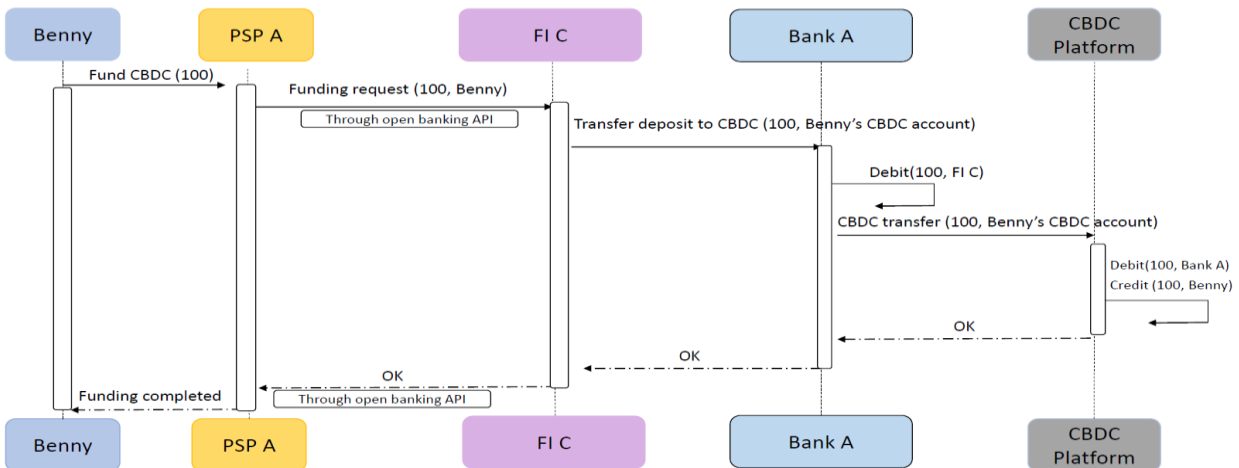 Benny
PSP A
FI C
Bank A
CBDC
Platform
Fund CBDC (100)
Funding request (100, Benny)
Through open banking API
Transfer deposit to CBDC (100, Benny’s CBDC account)
Debit(100, FI C)
CBDC transfer (100, Benny’s CBDC account)
Debit(100, Bank A)
Credit (100, Benny)
OK
OK
OK
Through open banking API
Funding completed
Benny
PSP A
FI C
Bank A
CBDC
Platform